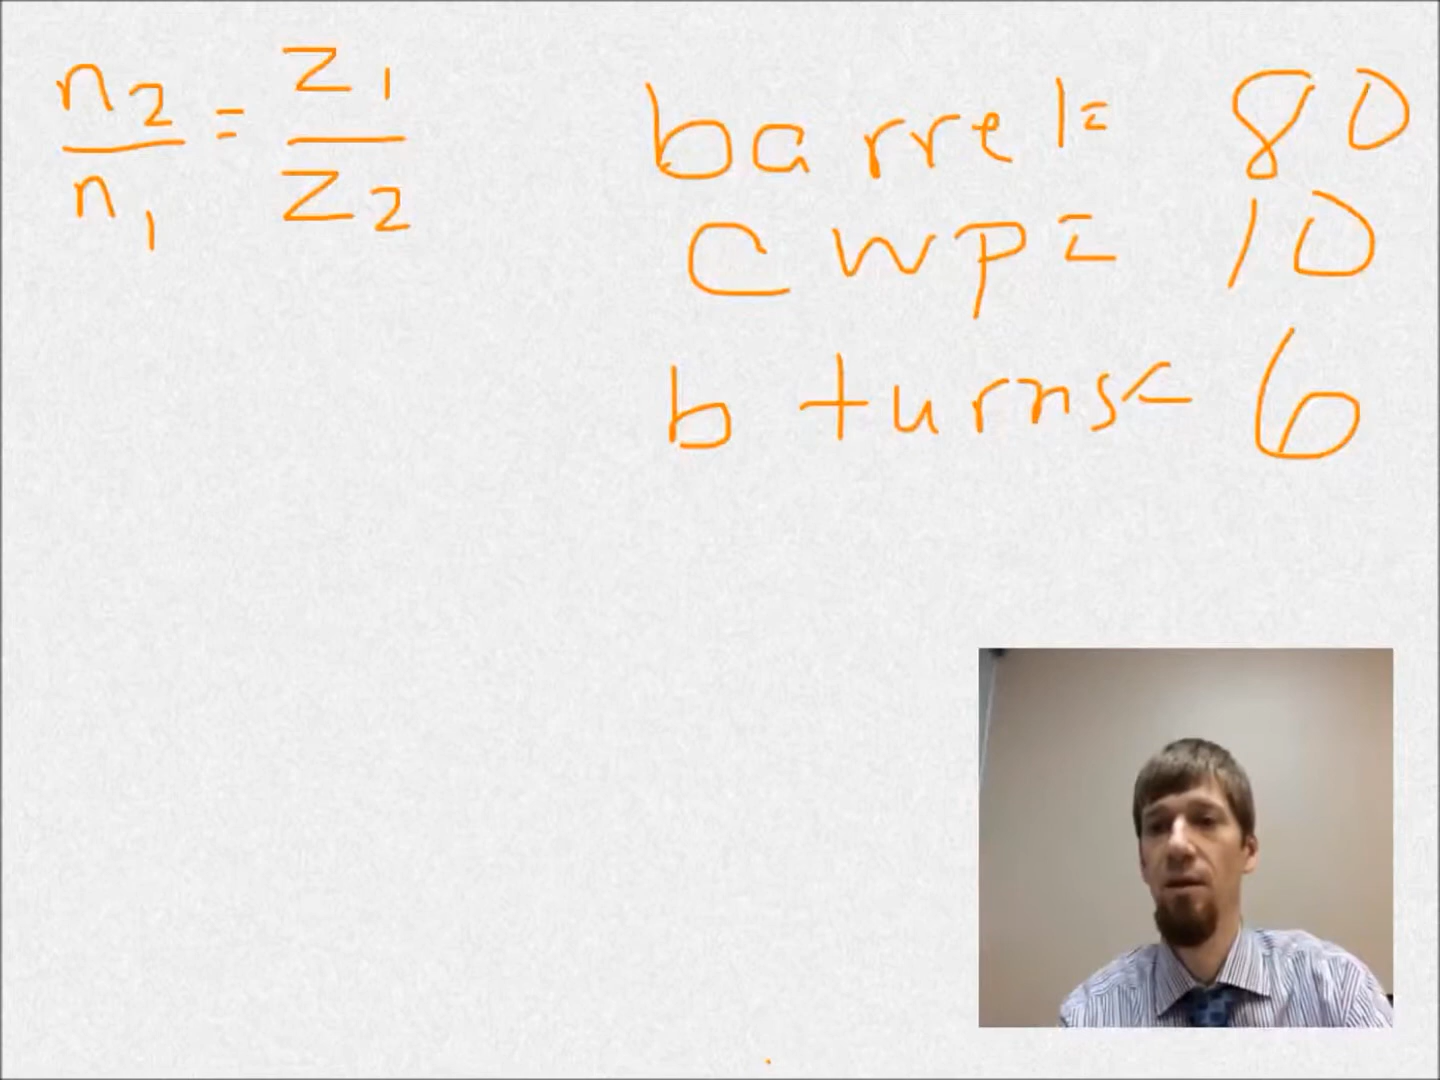 n2/n1 = Z1/Z2
barrel= 80
cwp= 10
b turns= 6